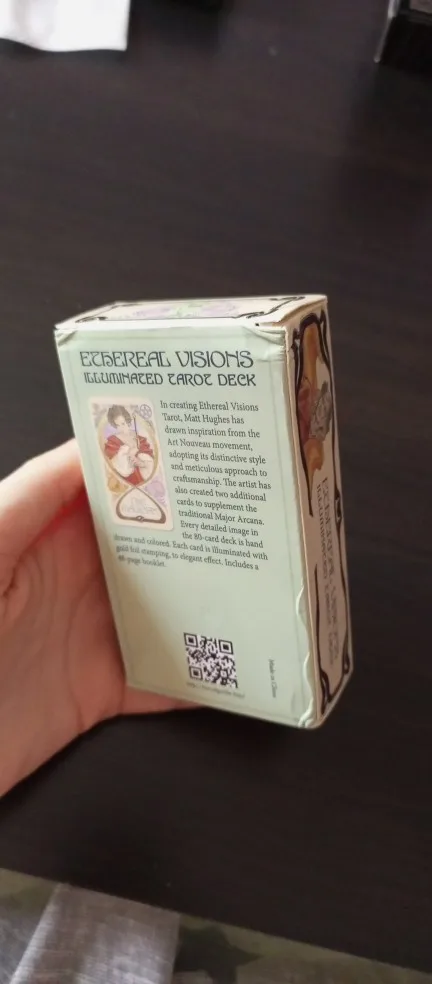 ETHEREAL VISIONS
ILLUMINATED TAROT DECK
In creating Ethereal Visions
Tarot, Matt Hughes has
drawn inspiration from the
Art Nouveau movement,
adopting its distinctive style
and meticulous approach to
craftsmanship. The artist has
also created two additional
cards to supplement the
traditional Major Arcana.
Every detailed image in
the 80-card deck is hand
drawn and colored. Each card is illuminated with
gold foil stamping, to elegant effect. Includes a
48-page booklet.
Made in China